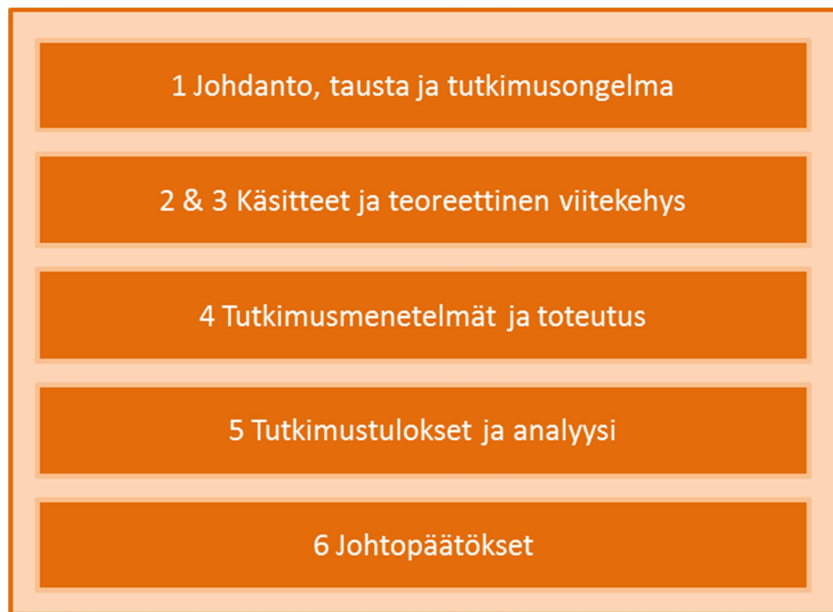 1 Johdanto, tausta ja tutkimusongelma
2 & 3 Käsitteet ja teoreettinen viitekehys
4 Tutkimusmenetelmät ja toteutus
5 Tutkimustulokset ja analyysi
6 Johtopäätökset